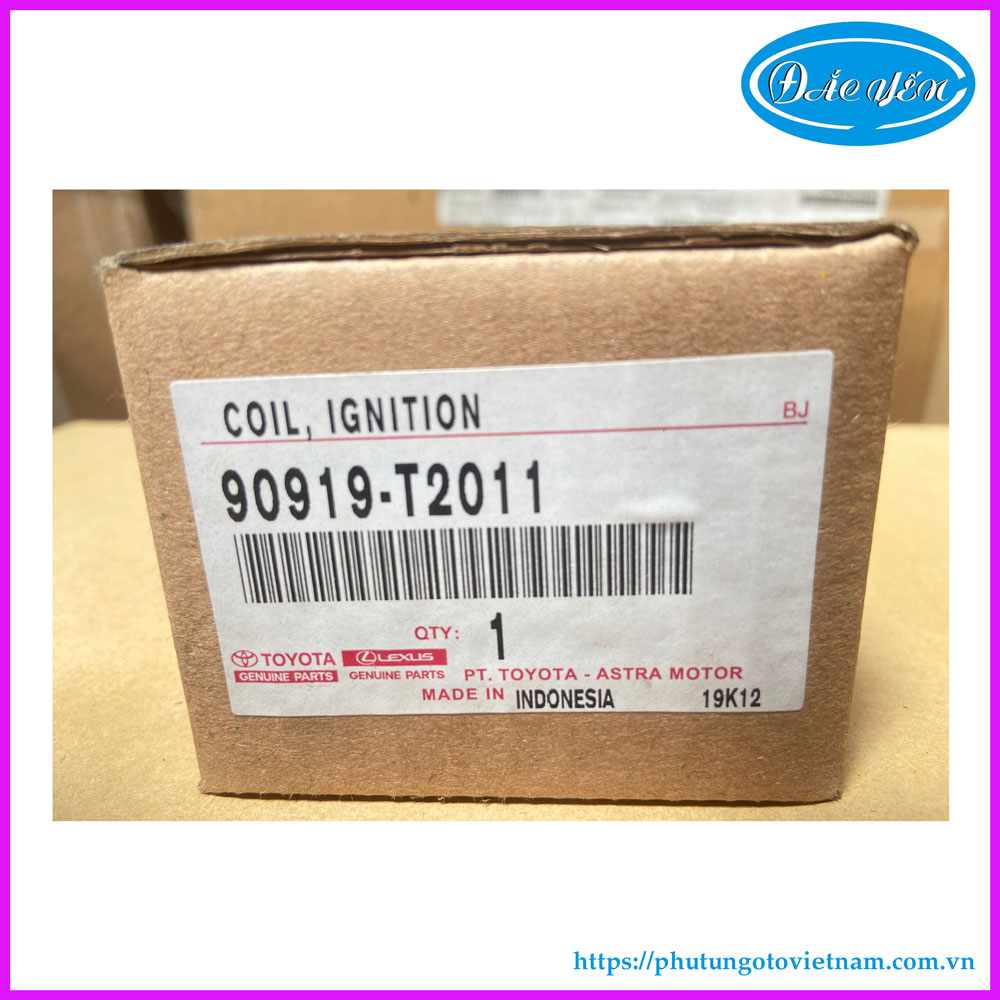 ĐẮC YẾN
COIL, IGNITION
BJ
90919-T2011
QTY: 1
TOYOTA
GENUINE PARTS
LEXUS
GENUINE PARTS
PT. TOYOTA - ASTRA MOTOR
MADE IN INDONESIA
19K12
https://phutungotovietnam.com.vn